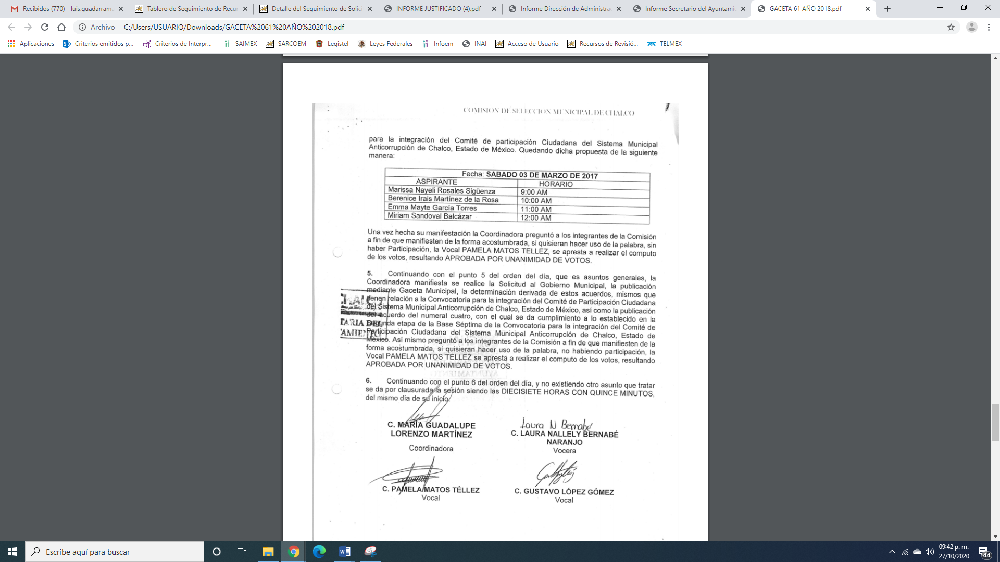 Recibidos (770) - luis.guadarrama
Tablero de Seguimiento de Recur
Detalle del Seguimiento de Solici
INFORME JUSTIFICADO (4).pdf
Informe Dirección de Administra
Informe Secretario del Ayuntami
GACETA 61 AÑO 2018.pdf
Archivo
C:/Users/USUARIO/Downloads/GACETA%2061%20AÑO%202018.pdf
Aplicaciones
Criterios emitidos p...
Criterios de Interpr...
SAIMEX
SARCOEM
Legistel
Leyes Federales
Infoem
INAI
Acceso de Usuario
Recursos de Revisió...
TELMEX
COMISION DE SELECCION MUNICIPAL DE CHALCO
para la integración del Comité de participación Ciudadana del Sistema Municipal
Anticorrupción de Chalco, Estado de México. Quedando dicha propuesta de la siguiente
manera:
Fecha: SABADO 03 DE MARZO DE 2017
ASPIRANTE HORARIO
Marissa Nayeli Rosales Sigüenza 9:00 AM
Berenice Irais Martínez de la Rosa 10:00 AM
Emma Mayte García Torres 11:00 AM
Miriam Sandoval Balcázar 12:00 AM
Una vez hecha su manifestación la Coordinadora preguntó a los integrantes de la Comisión
a fin de que manifiesten de la forma acostumbrada, si quisieran hacer uso de la palabra, sin
haber Participación, la Vocal PAMELA MATOS TELLEZ, se apresta a realizar el computo
de los votos, resultando APROBADA POR UNANIMIDAD DE VOTOS.
5. Continuando con el punto 5 del orden del día, que es asuntos generales, la
Coordinadora manifiesta se realice la Solicitud al Gobierno Municipal, la publicación
mediante Gaceta Municipal, la determinación derivada de estos acuerdos, mismos que
tienen relación a la Convocatoria para la integración del Comité de Participación Ciudadana
del Sistema Municipal Anticorrupción de Chalco, Estado de México, así como la publicación
del acuerdo del numeral cuatro, con el cual se da cumplimiento a lo establecido en la
Segunda etapa de la Base Séptima de la Convocatoria para la integración del Comité de
Participación Ciudadana del Sistema Municipal Anticorrupción de Chalco, Estado de
México. Así mismo preguntó a los integrantes de la Comisión a fin de que manifiesten de la
forma acostumbrada, si quisieran hacer uso de la palabra, no habiendo participación, la
Vocal PAMELA MATOS TELLEZ se apresta a realizar el computo de los votos, resultando
APROBADA POR UNANIMIDAD DE VOTOS.
CHALCO
TARIA DEL
AMIENTO
6. Continuando con el punto 6 del orden del día, y no existiendo otro asunto que tratar
se da por clausurada la sesión siendo las DIECISIETE HORAS CON QUINCE MINUTOS,
del mismo día de su inicio.
C. MARÍA GUADALUPE
LORENZO MARTÍNEZ
Coordinadora
Laura N Bernabé
C. LAURA NALLELY BERNABÉ
NARANJO
Vocera
C. PAMELA MATOS TÉLLEZ
Vocal
C. GUSTAVO LÓPEZ GÓMEZ
Vocal
Escribe aquí para buscar
09:42 p. m.
27/10/2020
44